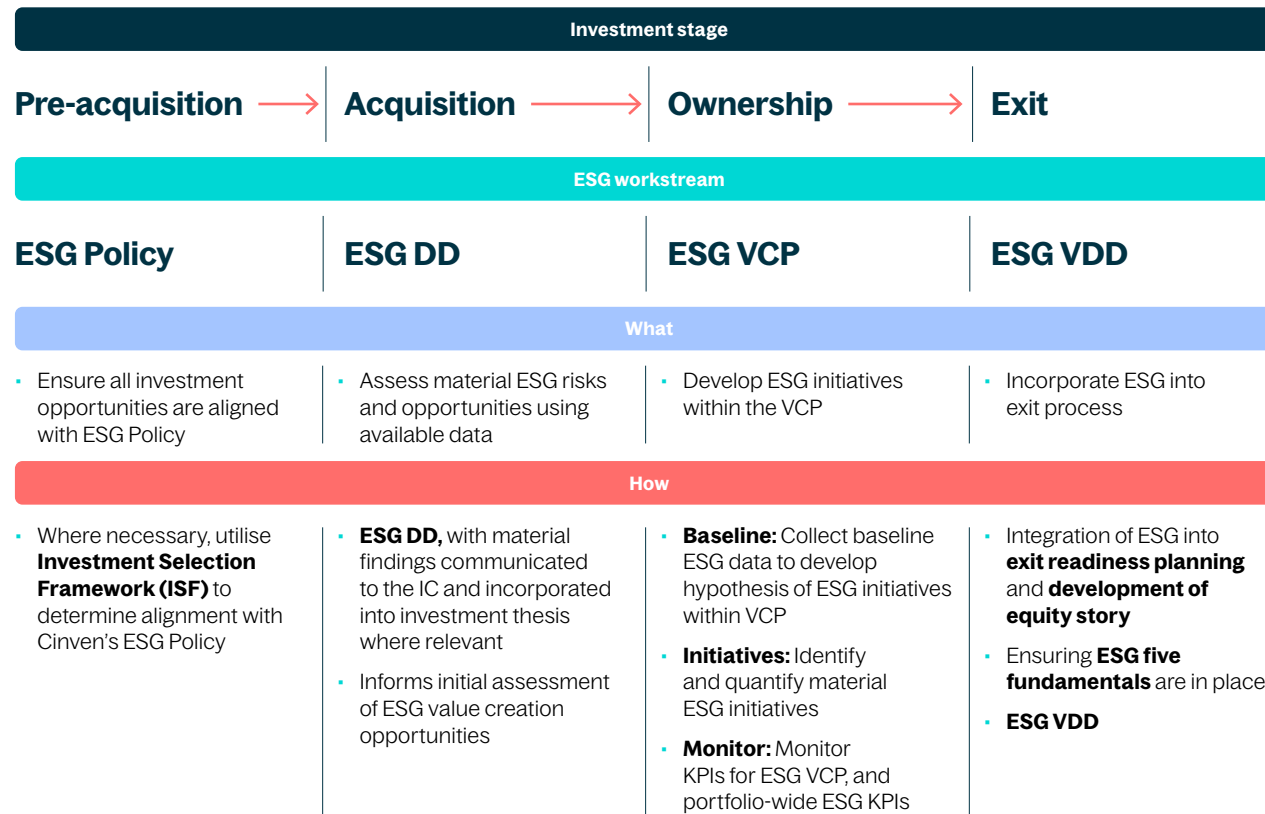 Investment stage
Pre-acquisition
Acquisition
Ownership
Exit
ESG workstream
ESG Policy
ESG DD
ESG VCP
ESG VDD
What
Ensure all investment
opportunities are aligned
with ESG Policy
Assess material ESG risks
and opportunities using
available data
Develop ESG initiatives
within the VCP
Incorporate ESG into
exit process
How
Where necessary, utilise
Investment Selection
Framework (ISF) to
determine alignment with
Cinven's ESG Policy
ESG DD, with material
findings communicated
to the IC and incorporated
into investment thesis
where relevant
Informs initial assessment
of ESG value creation
opportunities
Baseline: Collect baseline
ESG data to develop
hypothesis of ESG initiatives
within VCP
Initiatives: Identify
and quantify material
ESG initiatives
Monitor: Monitor
KPIs for ESG VCP, and
portfolio-wide ESG KPIs
Integration of ESG into
exit readiness planning
and development of
equity story
Ensuring ESG five
fundamentals are in place
ESG VDD